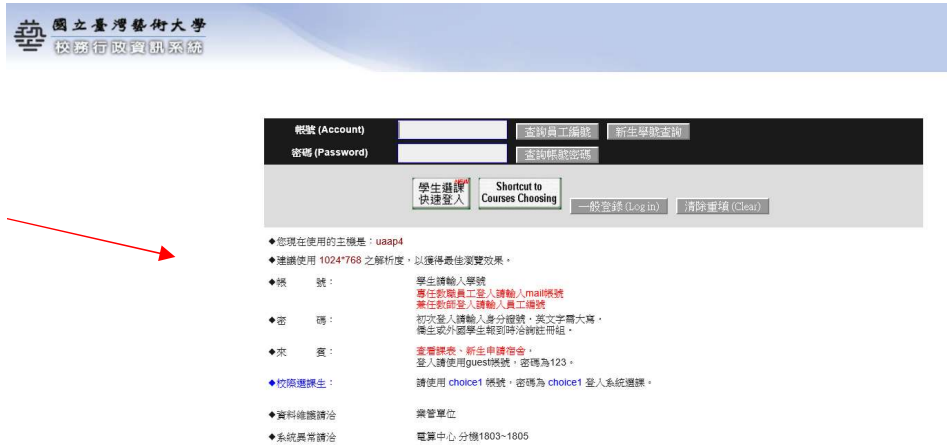 國立臺灣藝術大學
校務行政資訊系統
帳號 (Account)
查詢員工編號 新生學號查詢
密碼 (Password)
查詢帳號密碼
學生選課 快速登入 NEW
Shortcut to Courses Choosing
一般登錄 (Log in) 清除重填 (Clear)
◆您現在使用的主機是：uaap4
◆建議使用 1024*768 之解析度，以獲得最佳瀏覽效果。
◆帳 號： 學生請輸入學號
專任教職員工登入請輸入mail帳號
兼任教師登入請輸入員工編號
◆密 碼： 初次登入請輸入身分證號，英文字需大寫，
僑生或外國學生報到時洽詢註冊組。
◆來 賓： 查看課表、新生申請宿舍，
登入請使用guest帳號，密碼為123。
◆校際選課生： 請使用 choice1 帳號，密碼為 choice1 登入系統選課。
◆資料維護請洽 業管單位
◆系統異常請洽 電算中心 分機1803~1805